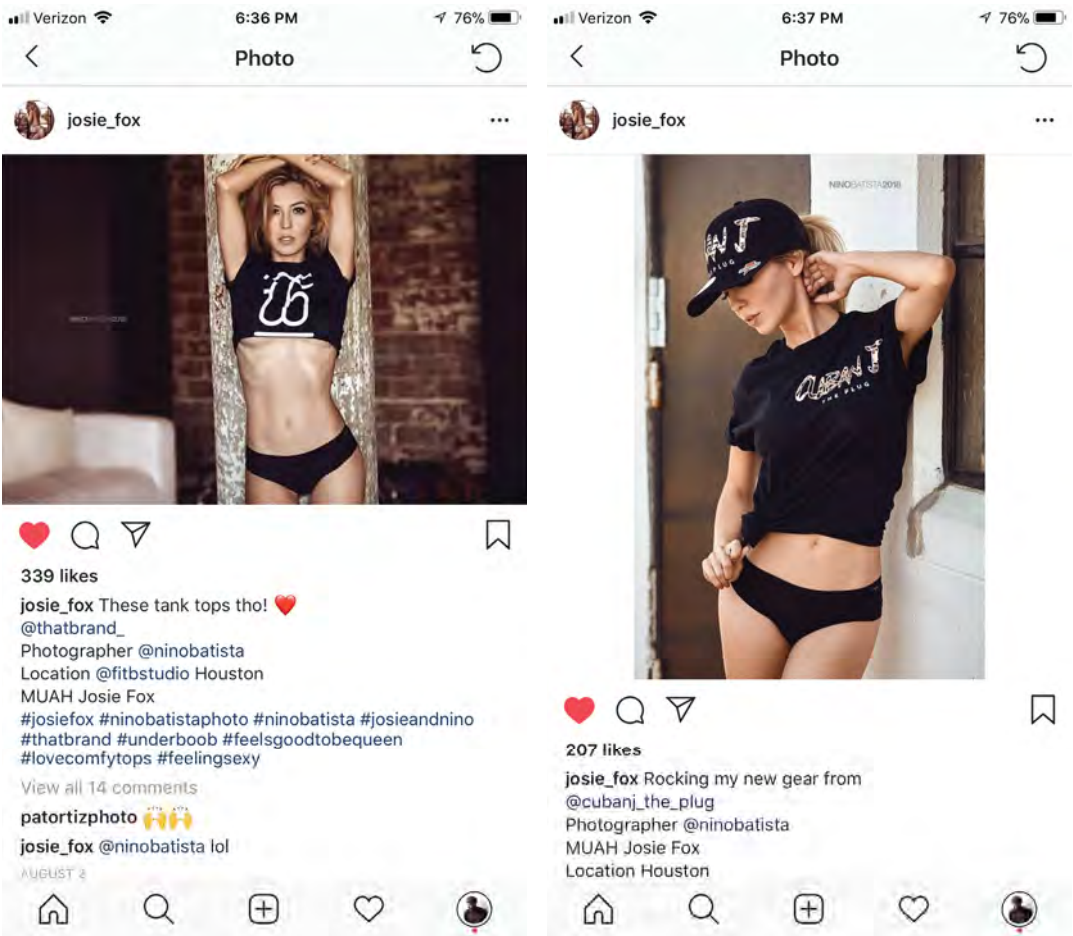 Verizon 6:36 PM 76%
Photo
josie_fox
339 likes
josie_fox These tank tops tho! ❤️
@thatbrand_
Photographer @ninobatista
Location @fitbstudio Houston
MUAH Josie Fox
#josiefox #ninobatistaphoto #ninobatista #josieandnino
#thatbrand #underboob #feelsgoodtobequeen
#lovecomfytops #feelingsexy
View all 14 comments
patortizphoto 🙌🙌
josie_fox @ninobatista lol
AUGUST 2
Verizon 6:37 PM 76%
Photo
josie_fox
NINOBATISTA2018
AN J
PLUG
CUBAN J
THE PLUG
207 likes
josie_fox Rocking my new gear from
@cubanj_the_plug
Photographer @ninobatista
MUAH Josie Fox
Location Houston